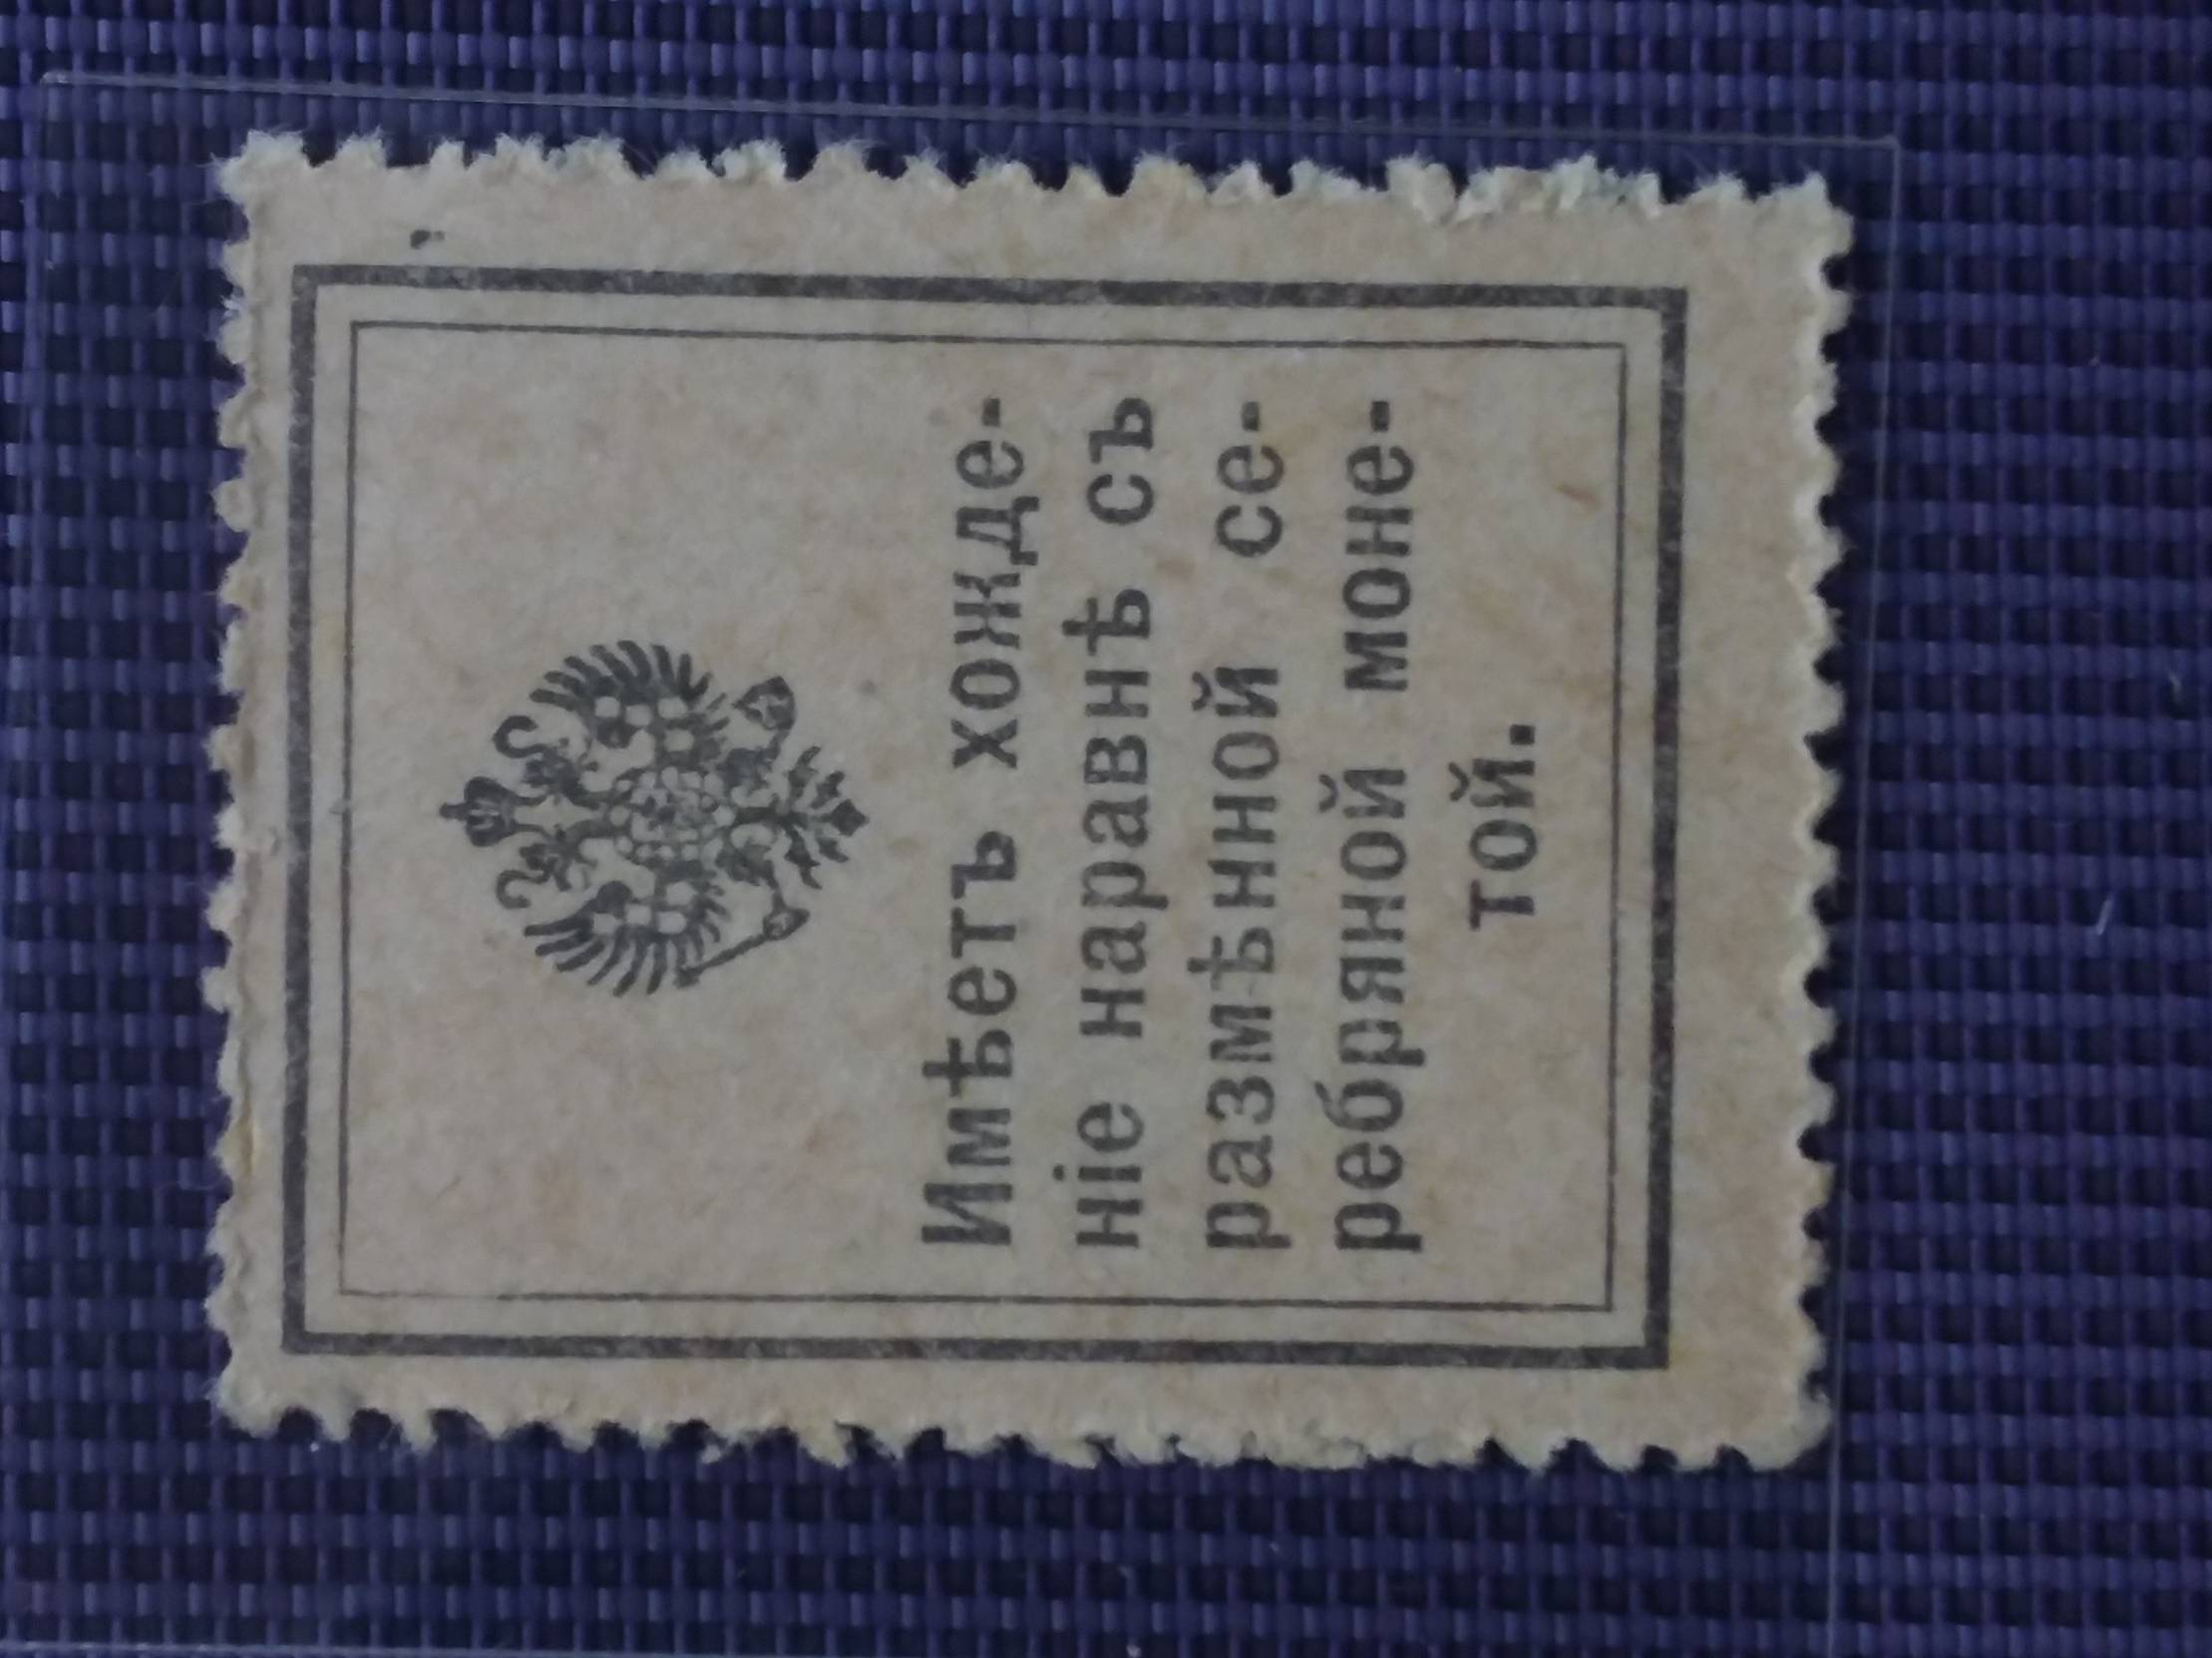 Имѣетъ хожде-
ніе наравнѣ съ
размѣнной се-
ребряной моне-
той.